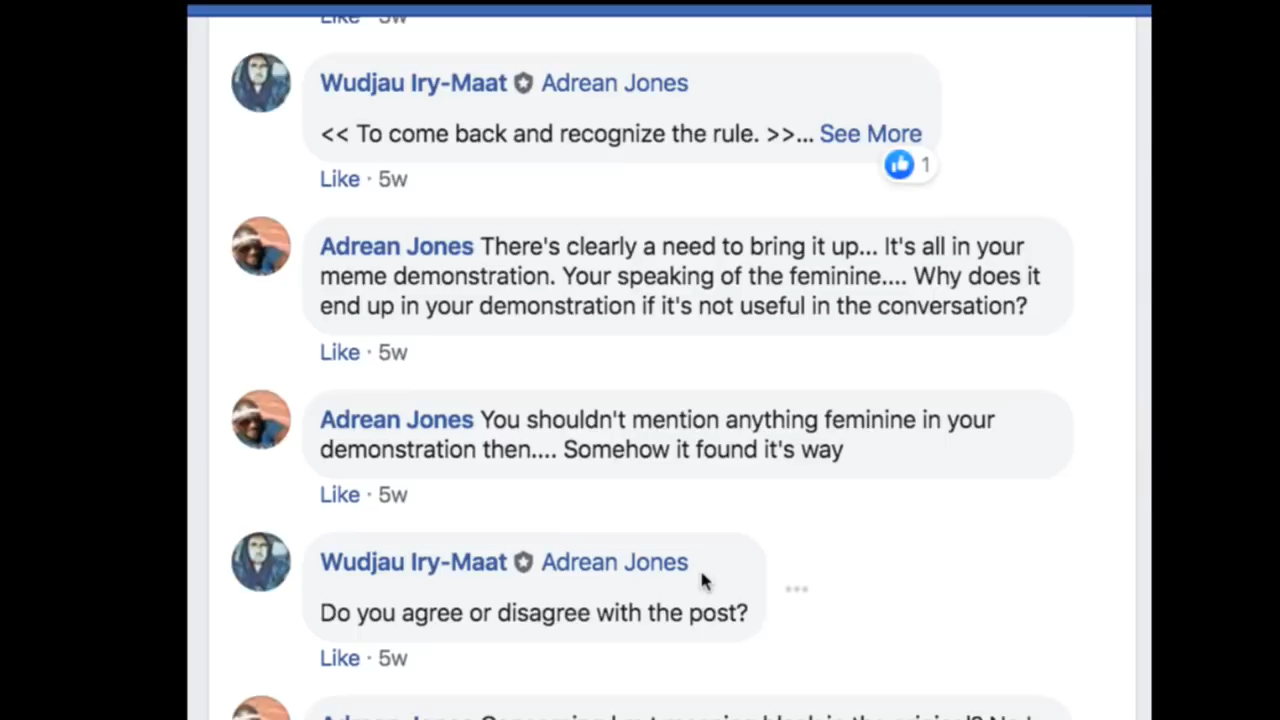 Like · 5w
Wudjau Iry-Maat Adrean Jones
<< To come back and recognize the rule. >>... See More
1
Like · 5w
Adrean Jones There's clearly a need to bring it up... It's all in your
meme demonstration. Your speaking of the feminine.... Why does it
end up in your demonstration if it's not useful in the conversation?
Like · 5w
Adrean Jones You shouldn't mention anything feminine in your
demonstration then.... Somehow it found it's way
Like · 5w
Wudjau Iry-Maat Adrean Jones
Do you agree or disagree with the post?
Like · 5w
Adrean Jones